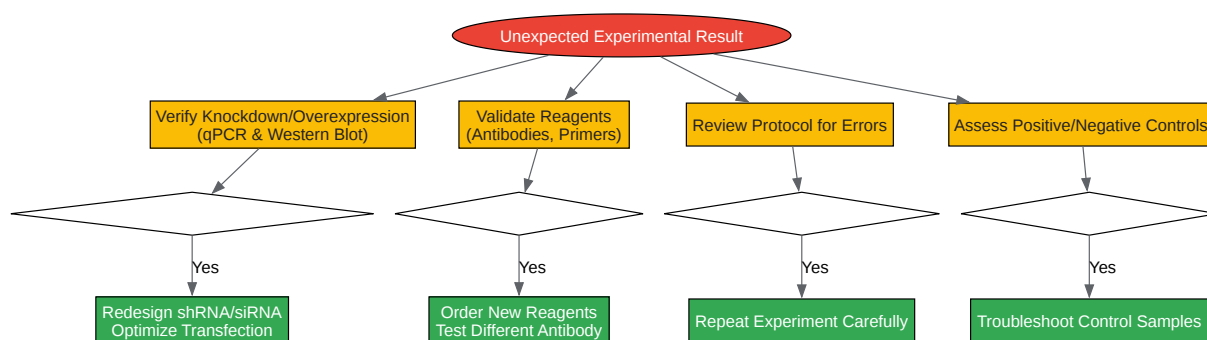 Unexpected Experimental Result
Verify Knockdown/Overexpression
(qPCR & Western Blot)
Validate Reagents
(Antibodies, Primers)
Review Protocol for Errors
Assess Positive/Negative Controls
Yes
Yes
Yes
Yes
Redesign shRNA/siRNA
Optimize Transfection
Order New Reagents
Test Different Antibody
Repeat Experiment Carefully
Troubleshoot Control Samples